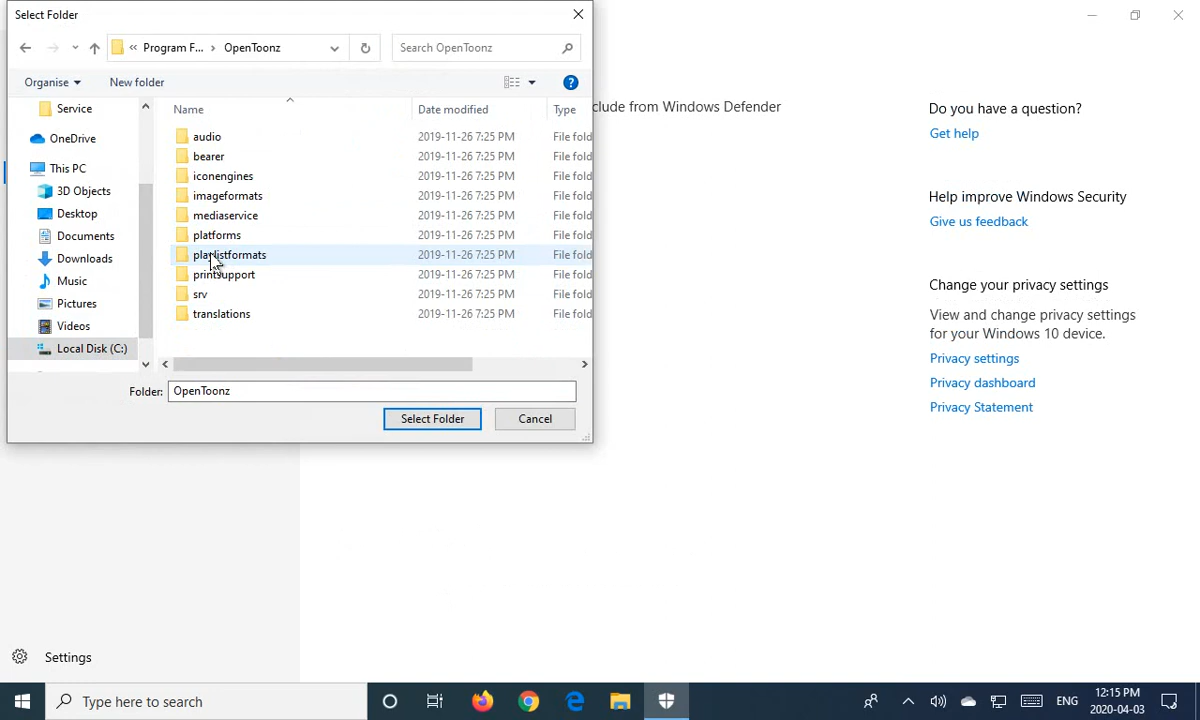 Select Folder
« Program F... › OpenToonz
Search OpenToonz
Organise
New folder
?
Name
Date modified
Type
Service
OneDrive
This PC
3D Objects
Desktop
Documents
Downloads
Music
Pictures
Videos
Local Disk (C:)
audio 2019-11-26 7:25 PM File fold
bearer 2019-11-26 7:25 PM File fold
iconengines 2019-11-26 7:25 PM File fold
imageformats 2019-11-26 7:25 PM File fold
mediaservice 2019-11-26 7:25 PM File fold
platforms 2019-11-26 7:25 PM File fold
playlistformats 2019-11-26 7:25 PM File fold
printsupport 2019-11-26 7:25 PM File fold
srv 2019-11-26 7:25 PM File fold
translations 2019-11-26 7:25 PM File fold
Folder: OpenToonz
Select Folder
Cancel
clude from Windows Defender
Do you have a question?
Get help
Help improve Windows Security
Give us feedback
Change your privacy settings
View and change privacy settings
for your Windows 10 device.
Privacy settings
Privacy dashboard
Privacy Statement
Settings
Type here to search
ENG
12:15 PM
2020-04-03